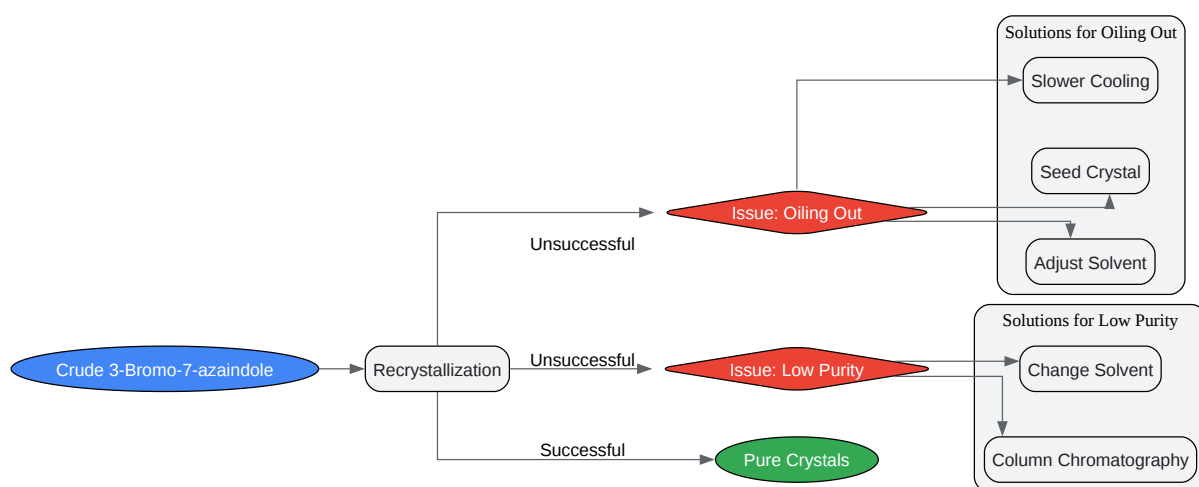 Solutions for Oiling Out
Slower Cooling
Seed Crystal
Issue: Oiling Out
Unsuccessful
Adjust Solvent
Solutions for Low Purity
Crude 3-Bromo-7-azaindole
Recrystallization
Unsuccessful
Issue: Low Purity
Change Solvent
Successful
Pure Crystals
Column Chromatography